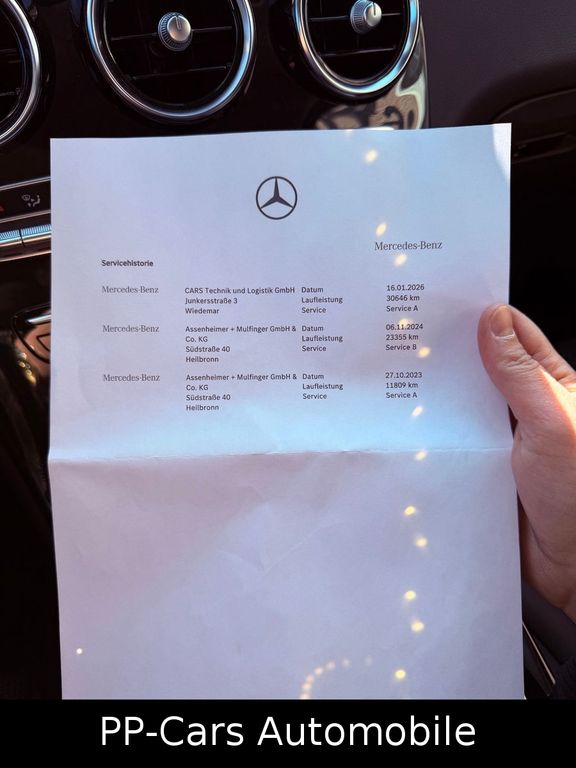 Mercedes-Benz
Servicehistorie
Mercedes-Benz CARS Technik und Logistik GmbH Datum 16.01.2026
Junkersstraße 3 Laufleistung 30646 km
Wiedemar Service Service A
Mercedes-Benz Assenheimer + Mulfinger GmbH & Datum 06.11.2024
Co. KG Laufleistung 23355 km
Südstraße 40 Service Service B
Heilbronn
Mercedes-Benz Assenheimer + Mulfinger GmbH & Datum 27.10.2023
Co. KG Laufleistung 11809 km
Südstraße 40 Service Service A
Heilbronn
PP-Cars Automobile